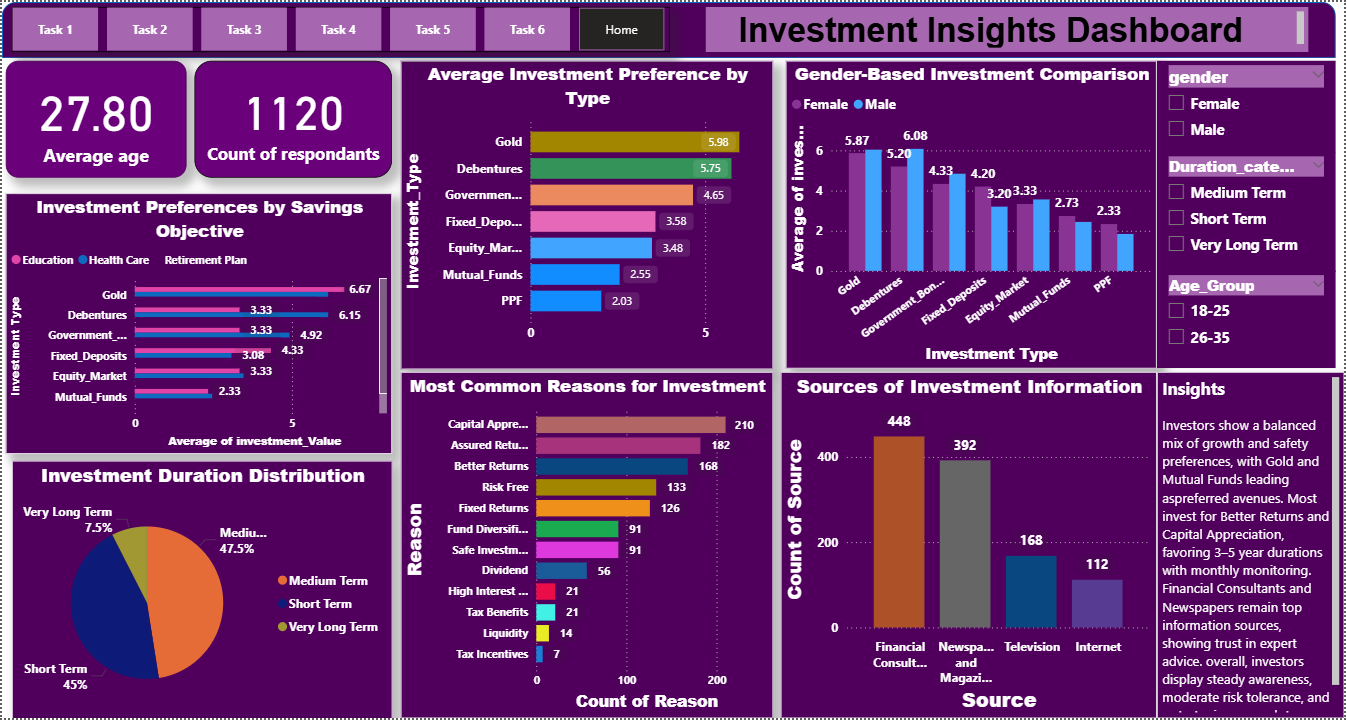 Task 1
Task 2
Task 3
Task 4
Task 5
Task 6
Home
Investment Insights Dashboard
27.80
Average age
1120
Count of respondants
Investment Preferences by Savings
Objective
Education
Health Care
Retirement Plan
Investment Type
Gold
6.67
Debentures
3.33
6.15
Government_...
3.33
4.92
Fixed_Deposits
4.33
3.08
Equity_Market
3.33
Mutual_Funds
2.33
0
5
Average of investment_Value
Investment Duration Distribution
Very Long Term
7.5%
Mediu...
47.5%
Short Term
45%
Medium Term
Short Term
Very Long Term
Average Investment Preference by
Type
Investment_Type
Gold
5.98
Debentures
5.75
Governmen...
4.65
Fixed_Depo...
3.58
Equity_Mar...
3.48
Mutual_Funds
2.55
PPF
2.03
0
5
Most Common Reasons for Investment
Reason
Capital Appre...
210
Assured Retu...
182
Better Returns
168
Risk Free
133
Fixed Returns
126
Fund Diversifi...
91
Safe Investm...
91
Dividend
56
High Interest ...
21
Tax Benefits
21
Liquidity
14
Tax Incentives
7
0
100
200
Count of Reason
Gender-Based Investment Comparison
Female
Male
Average of inves...
6
4
2
0
5.87
5.20
6.08
4.33
4.20
3.20
3.33
2.73
2.33
Gold
Debentures
Government_Bon...
Fixed_Deposits
Equity_Market
Mutual_Funds
PPF
Investment Type
Sources of Investment Information
Count of Source
400
200
0
448
392
168
112
Financial
Consult...
Newspa...
and
Magazi...
Television
Internet
Source
gender
Female
Male
Duration_cate...
Medium Term
Short Term
Very Long Term
Age_Group
18-25
26-35
Insights
Investors show a balanced
mix of growth and safety
preferences, with Gold and
Mutual Funds leading
aspreferred avenues. Most
invest for Better Returns and
Capital Appreciation,
favoring 3–5 year durations
with monthly monitoring.
Financial Consultants and
Newspapers remain top
information sources,
showing trust in expert
advice. overall, investors
display steady awareness,
moderate risk tolerance, and